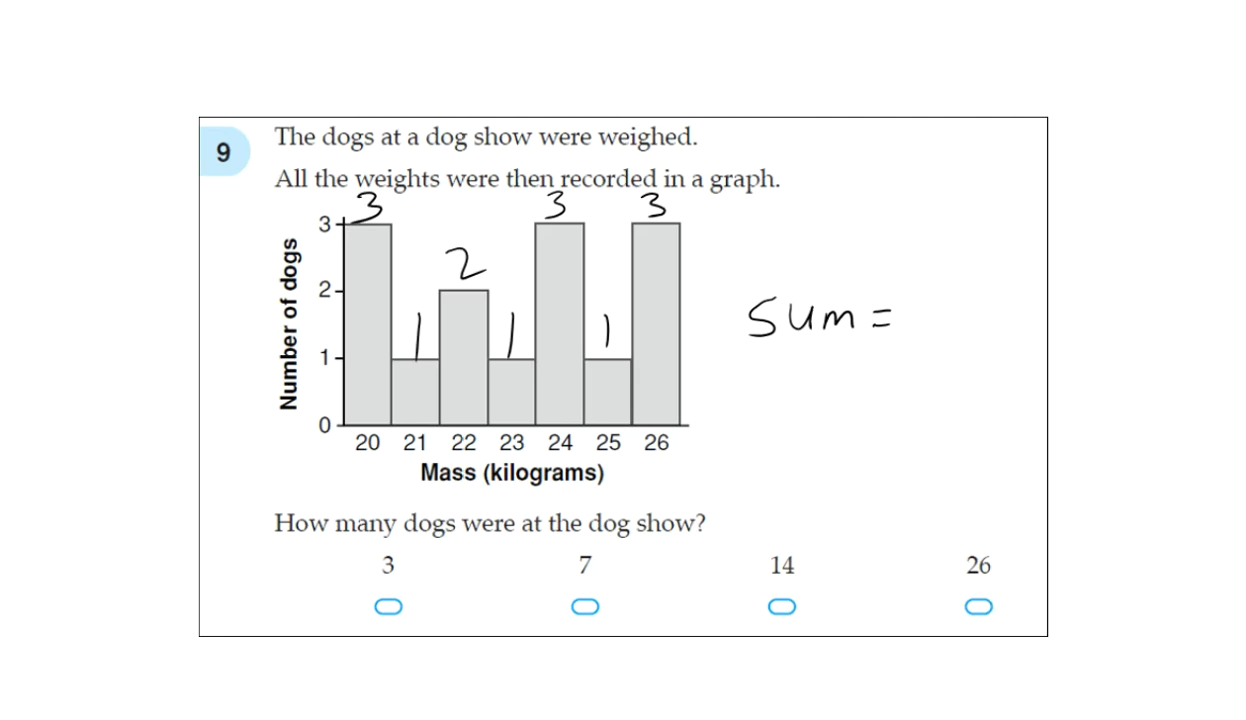 9
The dogs at a dog show were weighed.
All the weights were then recorded in a graph.
3 3 3
2
1 1 1
Sum =
Number of dogs
3
2
1
0
20 21 22 23 24 25 26
Mass (kilograms)
How many dogs were at the dog show?
3 7 14 26